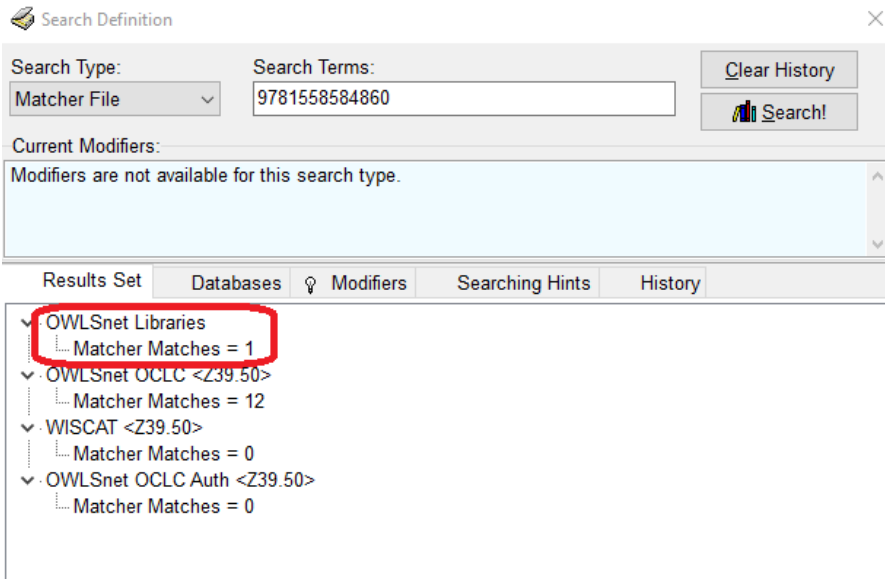 Search Definition
Search Type:
Search Terms:
Clear History
Matcher File
9781558584860
Search!
Current Modifiers:
Modifiers are not available for this search type.
Results Set
Databases
Modifiers
Searching Hints
History
OWLSnet Libraries
Matcher Matches = 1
OWLSnet OCLC <Z39.50>
Matcher Matches = 12
WISCAT <Z39.50>
Matcher Matches = 0
OWLSnet OCLC Auth <Z39.50>
Matcher Matches = 0